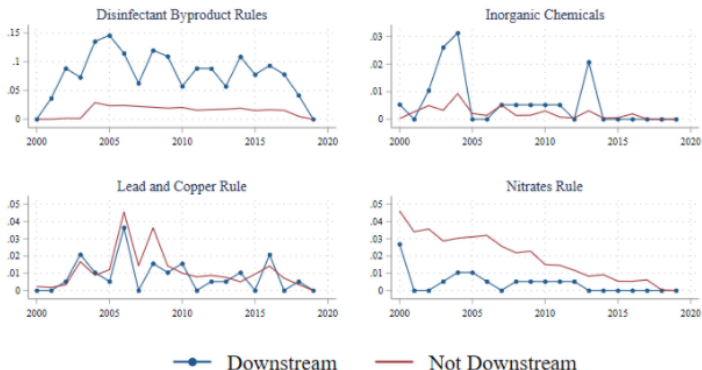 Disinfectant Byproduct Rules
.15
.1
.05
0
2000 2005 2010 2015 2020
Inorganic Chemicals
.03
.02
.01
0
2000 2005 2010 2015 2020
Lead and Copper Rule
.05
.04
.03
.02
.01
0
2000 2005 2010 2015 2020
Nitrates Rule
.05
.04
.03
.02
.01
0
2000 2005 2010 2015 2020
Downstream Not Downstream